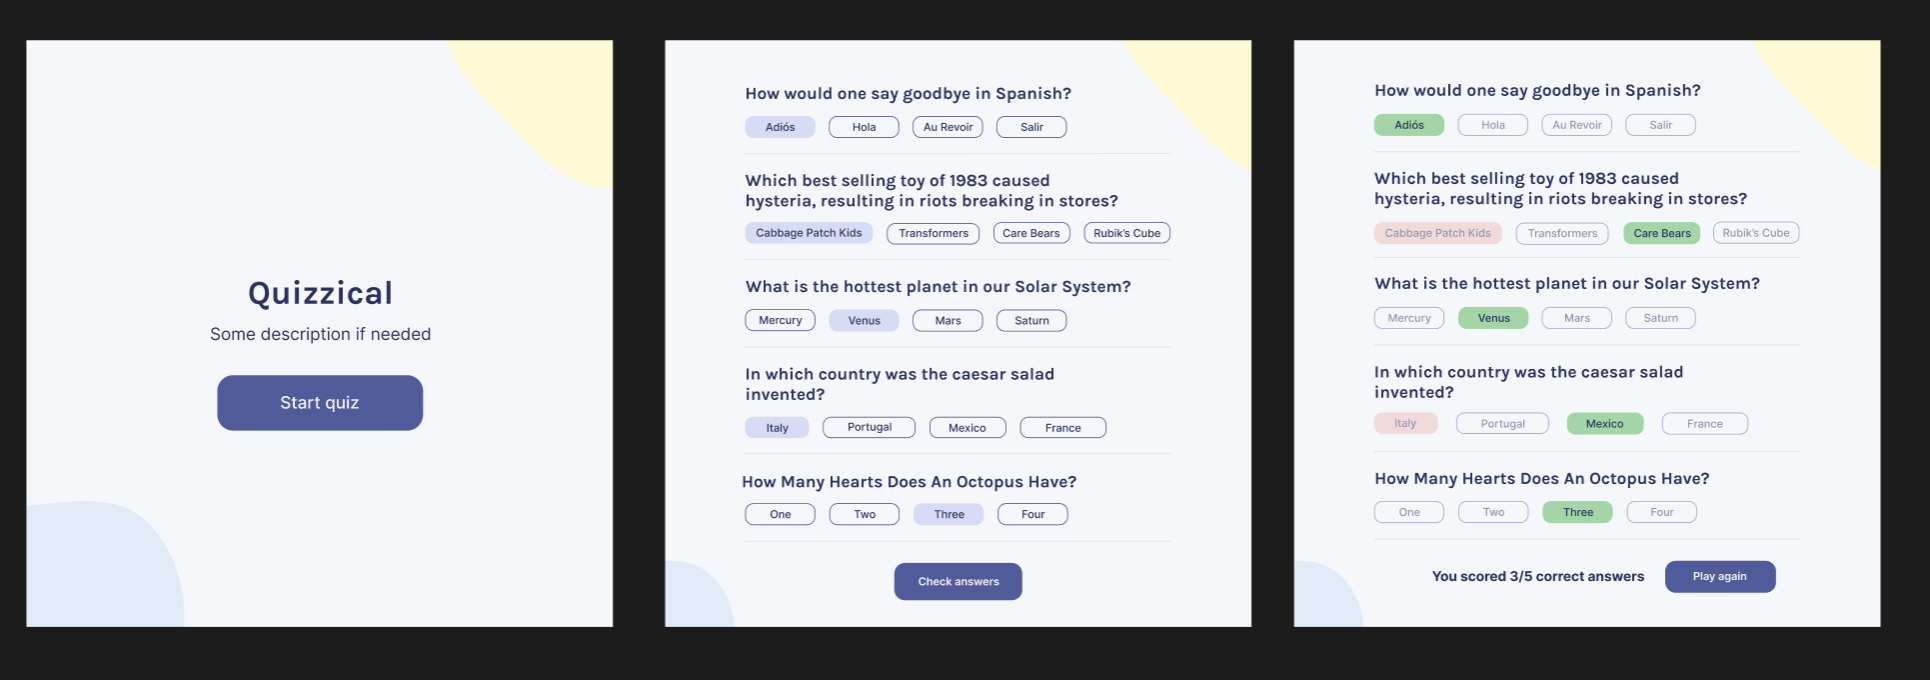 Quizzical
Some description if needed
Start quiz
How would one say goodbye in Spanish?
Adiós Hola Au Revoir Salir
Which best selling toy of 1983 caused
hysteria, resulting in riots breaking in stores?
Cabbage Patch Kids Transformers Care Bears Rubik's Cube
What is the hottest planet in our Solar System?
Mercury Venus Mars Saturn
In which country was the caesar salad
invented?
Italy Portugal Mexico France
How Many Hearts Does An Octopus Have?
One Two Three Four
Check answers
How would one say goodbye in Spanish?
Adiós Hola Au Revoir Salir
Which best selling toy of 1983 caused
hysteria, resulting in riots breaking in stores?
Cabbage Patch Kids Transformers Care Bears Rubik's Cube
What is the hottest planet in our Solar System?
Mercury Venus Mars Saturn
In which country was the caesar salad
invented?
Italy Portugal Mexico France
How Many Hearts Does An Octopus Have?
One Two Three Four
You scored 3/5 correct answers Play again